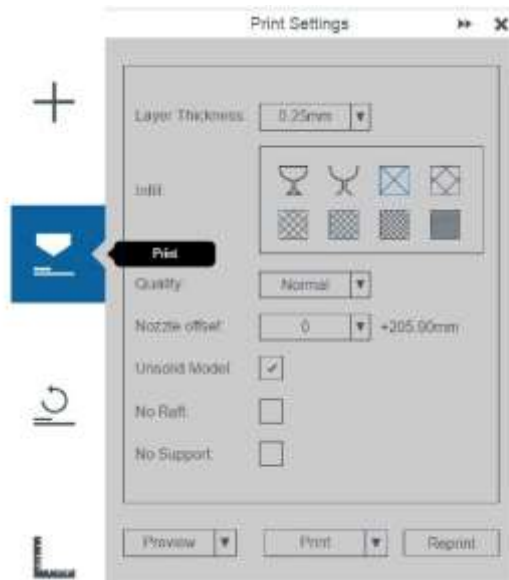 Print Settings
Layer Thickness: 0.25mm
Infill:
Print
Quality: Normal
Nozzle offset: 0 +205.90mm
Unsolid Model
No Raft:
No Support:
Preview Print Reprint